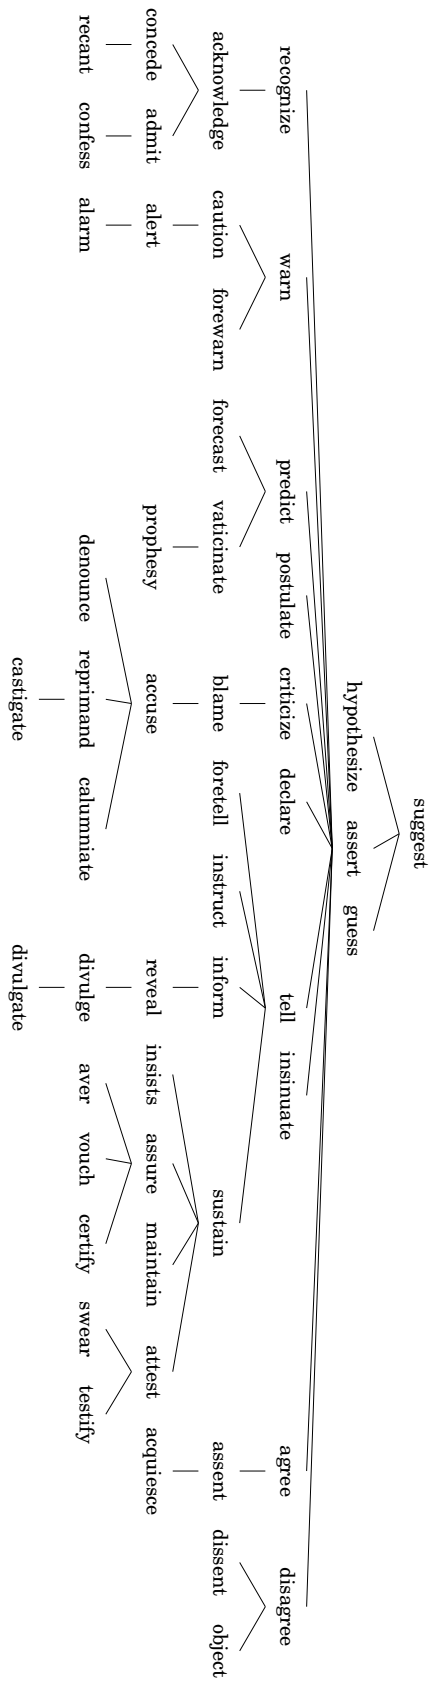 suggest
hypothesize assert guess
recognize warn predict postulate criticize declare tell insinuate agree disagree
acknowledge caution forewarn forecast vaticinate blame foretell instruct inform sustain assent dissent object
concede admit alert prophesy accuse reveal insists assure maintain attest acquiesce
recant confess alarm denounce reprimand calumniate divulge aver vouch certify swear testify
castigate divulgate